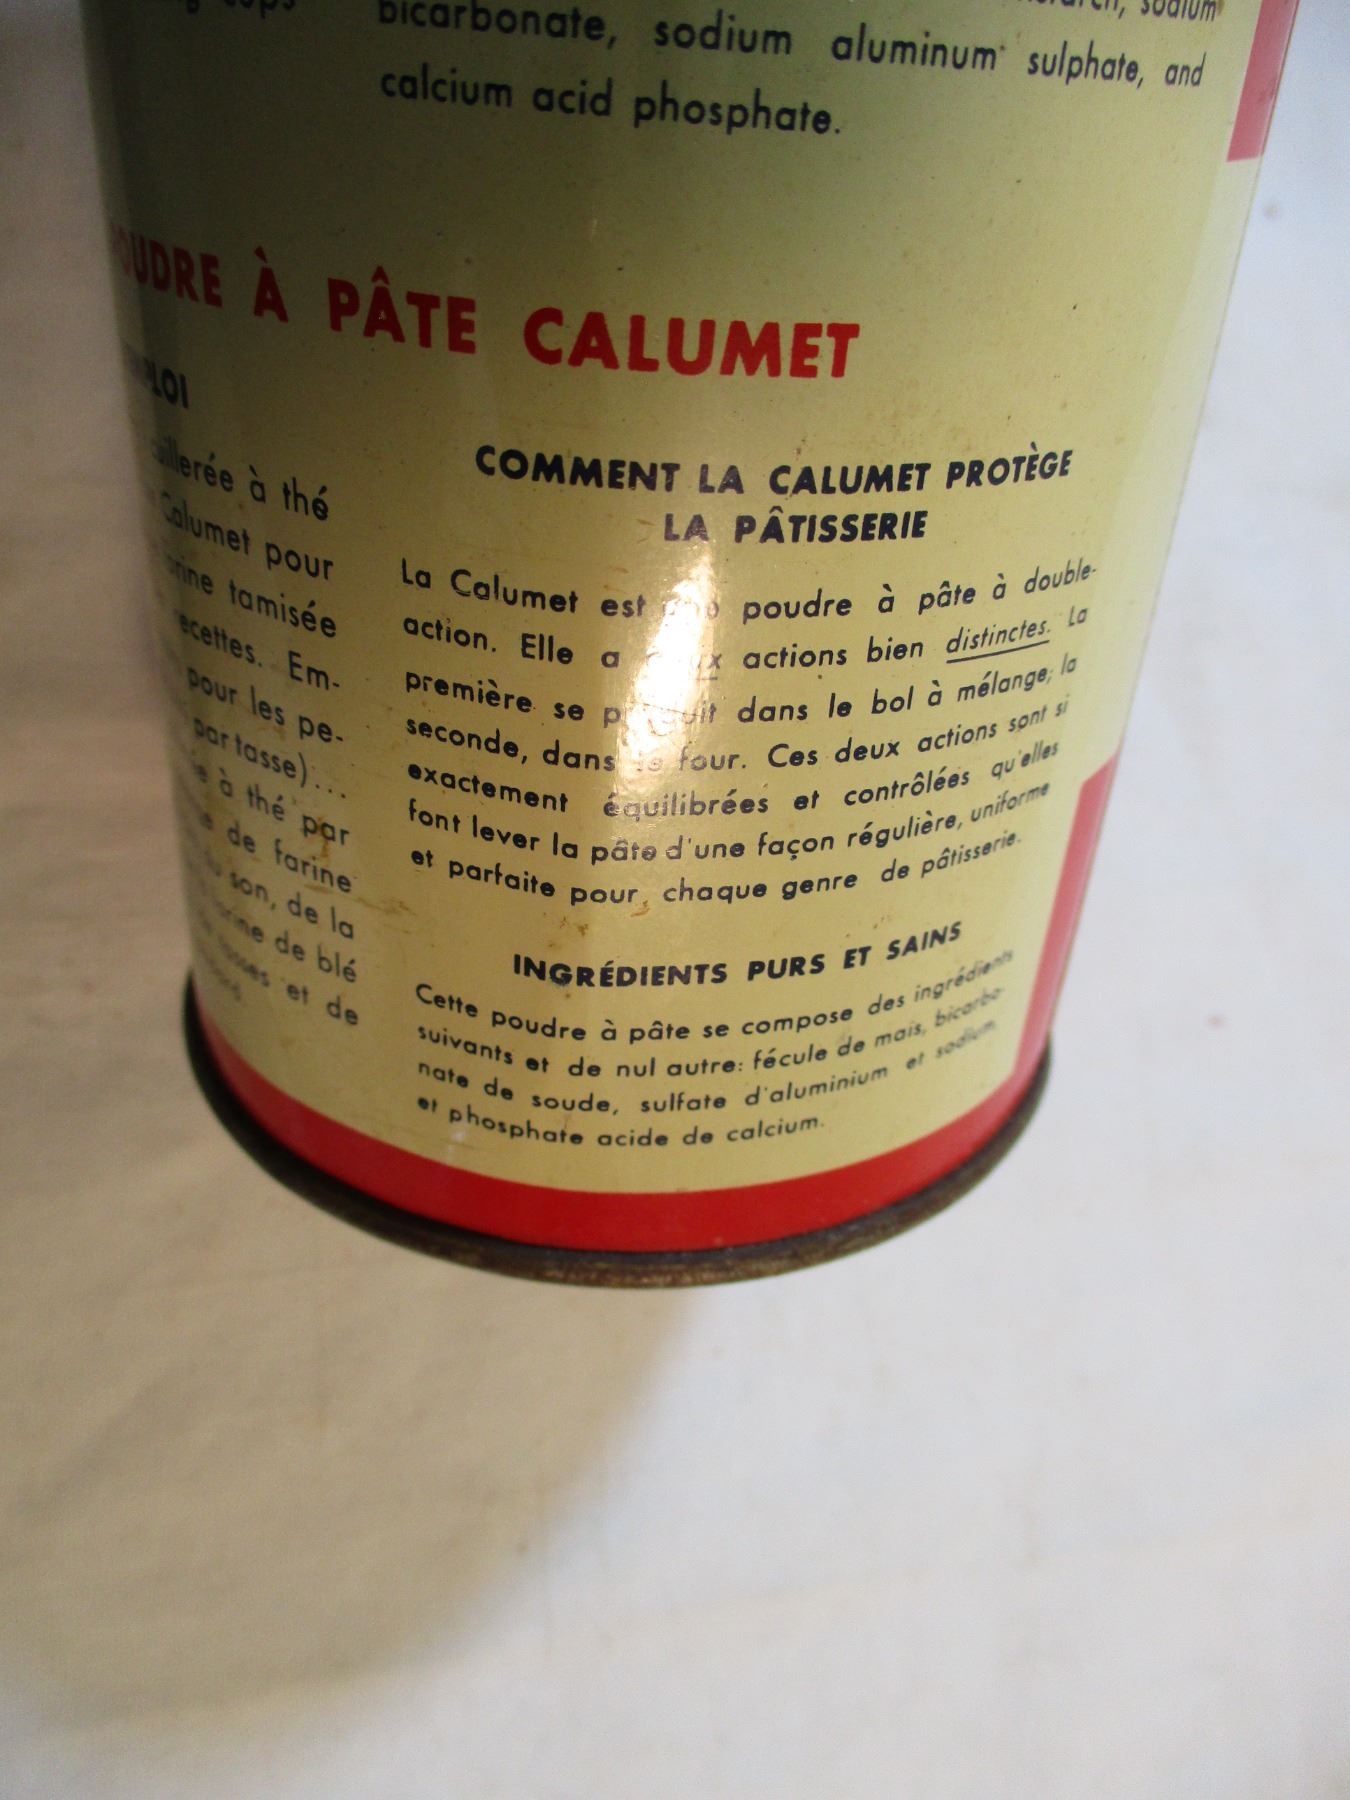 sodium
bicarbonate, sodium aluminum sulphate, and
calcium acid phosphate.
À PÂTE CALUMET
à thé
Calumet pour
tamisée
Em-
pour les pe-
par tasse)...
à thé par
de farine
son, de la
de blé
et de
COMMENT LA CALUMET PROTÈGE
LA PÂTISSERIE
La Calumet est poudre à pâte à double-
action. Elle a actions bien distinctes. La
première se dans le bol à mélange; la
seconde, dans four. Ces deux actions sont si
exactement équilibrées et contrôlées qu'elles
font lever la pâte d'une façon régulière, uniforme
et parfaite pour chaque genre de pâtisserie.
INGRÉDIENTS PURS ET SAINS
Cette poudre à pâte se compose des ingrédients
suivants et de nul autre: fécule de mais, bicarbo-
nate de soude, sulfate d'aluminium et sodium
et phosphate acide de calcium.